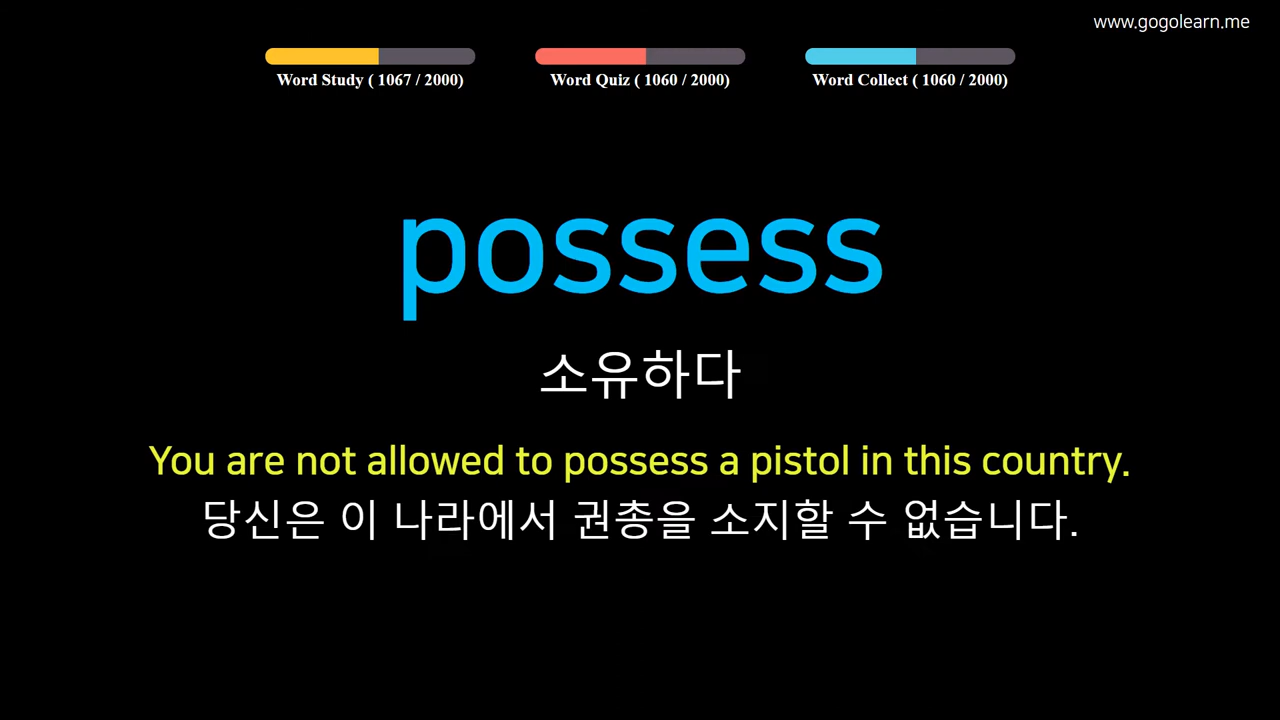 www.gogolearn.me
Word Study ( 1067 / 2000)
Word Quiz ( 1060 / 2000)
Word Collect ( 1060 / 2000)
possess
소유하다
You are not allowed to possess a pistol in this country.
당신은 이 나라에서 권총을 소지할 수 없습니다.